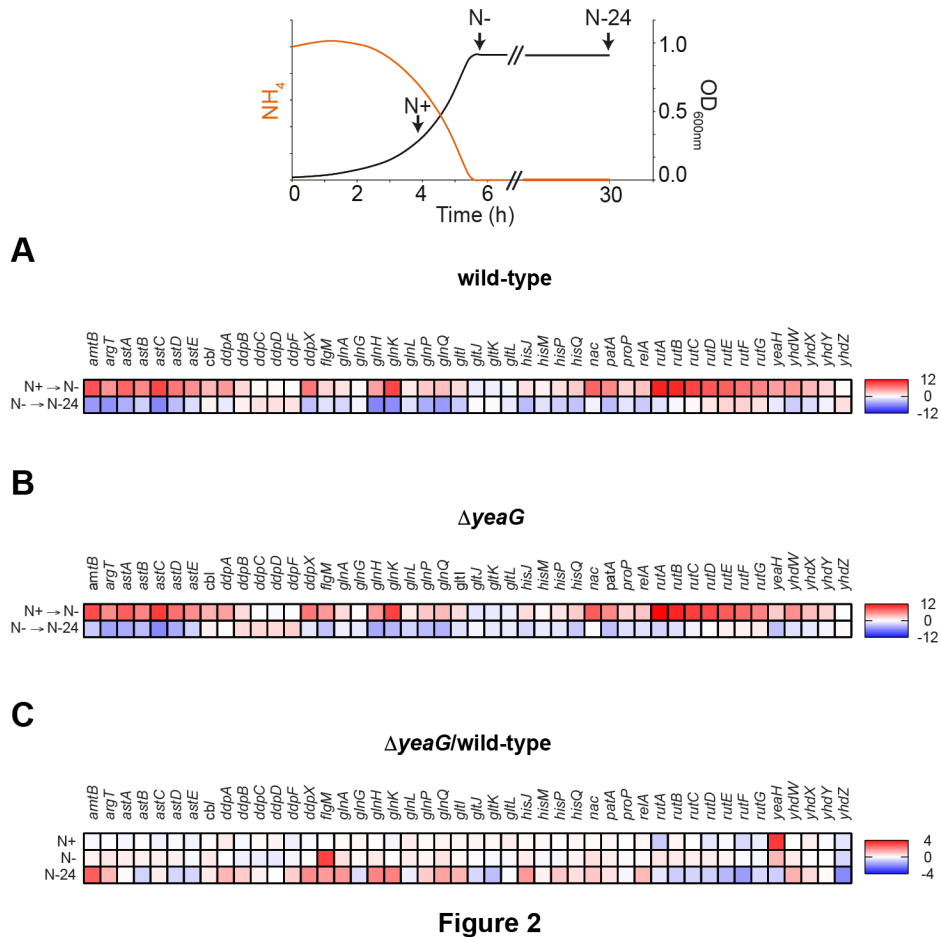 N- N-24
1.0
N+
NH4
0.5
OD600nm
0.0
0 2 4 6 30
Time (h)
A
wild-type
amtB argT astA astB astC astD astE cbl ddpA ddpB ddpC ddpD ddpF ddpX flgM glnA glnG glnH glnK glnL glnP glnQ gltI gltJ gltK gltL hisJ hisM hisP hisQ nac patA proP relA rutA rutB rutC rutD rutE rutF rutG yeaH yhdW yhdX yhdY yhdZ
N+ → N- 12
0
N- → N-24 -12
B
ΔyeaG
amtB argT astA astB astC astD astE cbl ddpA ddpB ddpC ddpD ddpF ddpX flgM glnA glnG glnH glnK glnL glnP glnQ gltI gltJ gltK gltL hisJ hisM hisP hisQ nac patA proP relA rutA rutB rutC rutD rutE rutF rutG yeaH yhdW yhdX yhdY yhdZ
N+ → N- 12
0
N- → N-24 -12
C
ΔyeaG/wild-type
amtB argT astA astB astC astD astE cbl ddpA ddpB ddpC ddpD ddpF ddpX flgM glnA glnG glnH glnK glnL glnP glnQ gltI gltJ gltK gltL hisJ hisM hisP hisQ nac patA proP relA rutA rutB rutC rutD rutE rutF rutG yeaH yhdW yhdX yhdY yhdZ
N+ 4
N- 0
N-24 -4
Figure 2